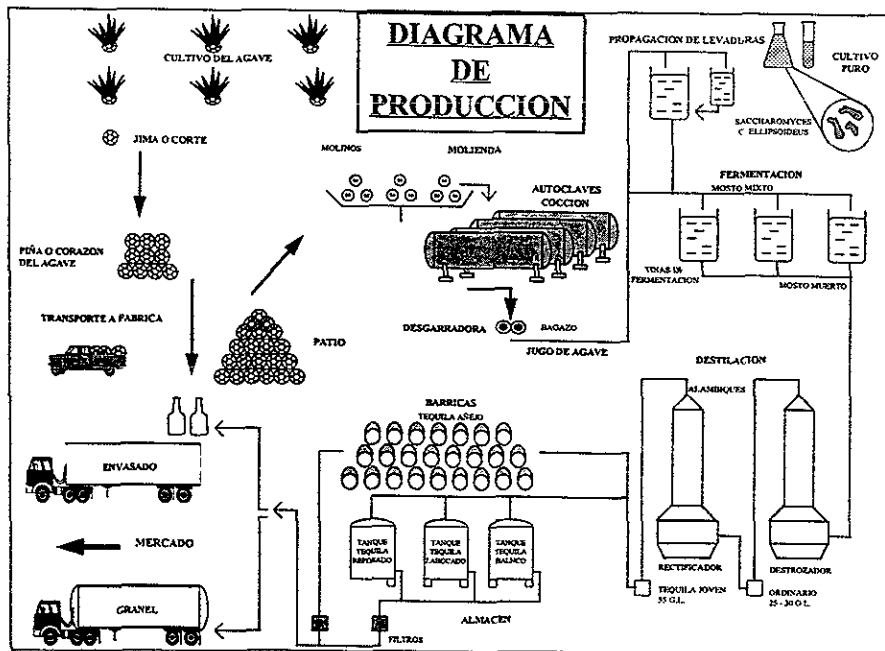 DIAGRAMA
DE
PRODUCCION
CULTIVO DEL AGAVE
JIMA O CORTE
PIÑA O CORAZON
DEL AGAVE
TRANSPORTE A FABRICA
PATIO
MOLINOS
MOLIENDA
AUTOCLAVES
COCCION
DESGARRADORA
BAGAZO
JUGO DE AGAVE
PROPAGACION DE LEVADURAS
CULTIVO
PURO
SACCHAROMYCES
C ELLIPSOIDEUS
FERMENTACION
MOSTO MIXTO
TINAS DE
FERMENTACION
MOSTO MUERTO
DESTILACION
ALAMBIQUES
RECTIFICADOR
DESTROZADOR
TEQUILA JOVEN
55 G.L.
ORDINARIO
25 - 30 G L.
BARRICAS
TEQUILA AÑEJO
TANQUE
TEQUILA
REPOSADO
TANQUE
TEQUILA
TANQUE
TEQUILA
BALNCO
ALMACEN
FILTROS
ENVASADO
MERCADO
GRANEL